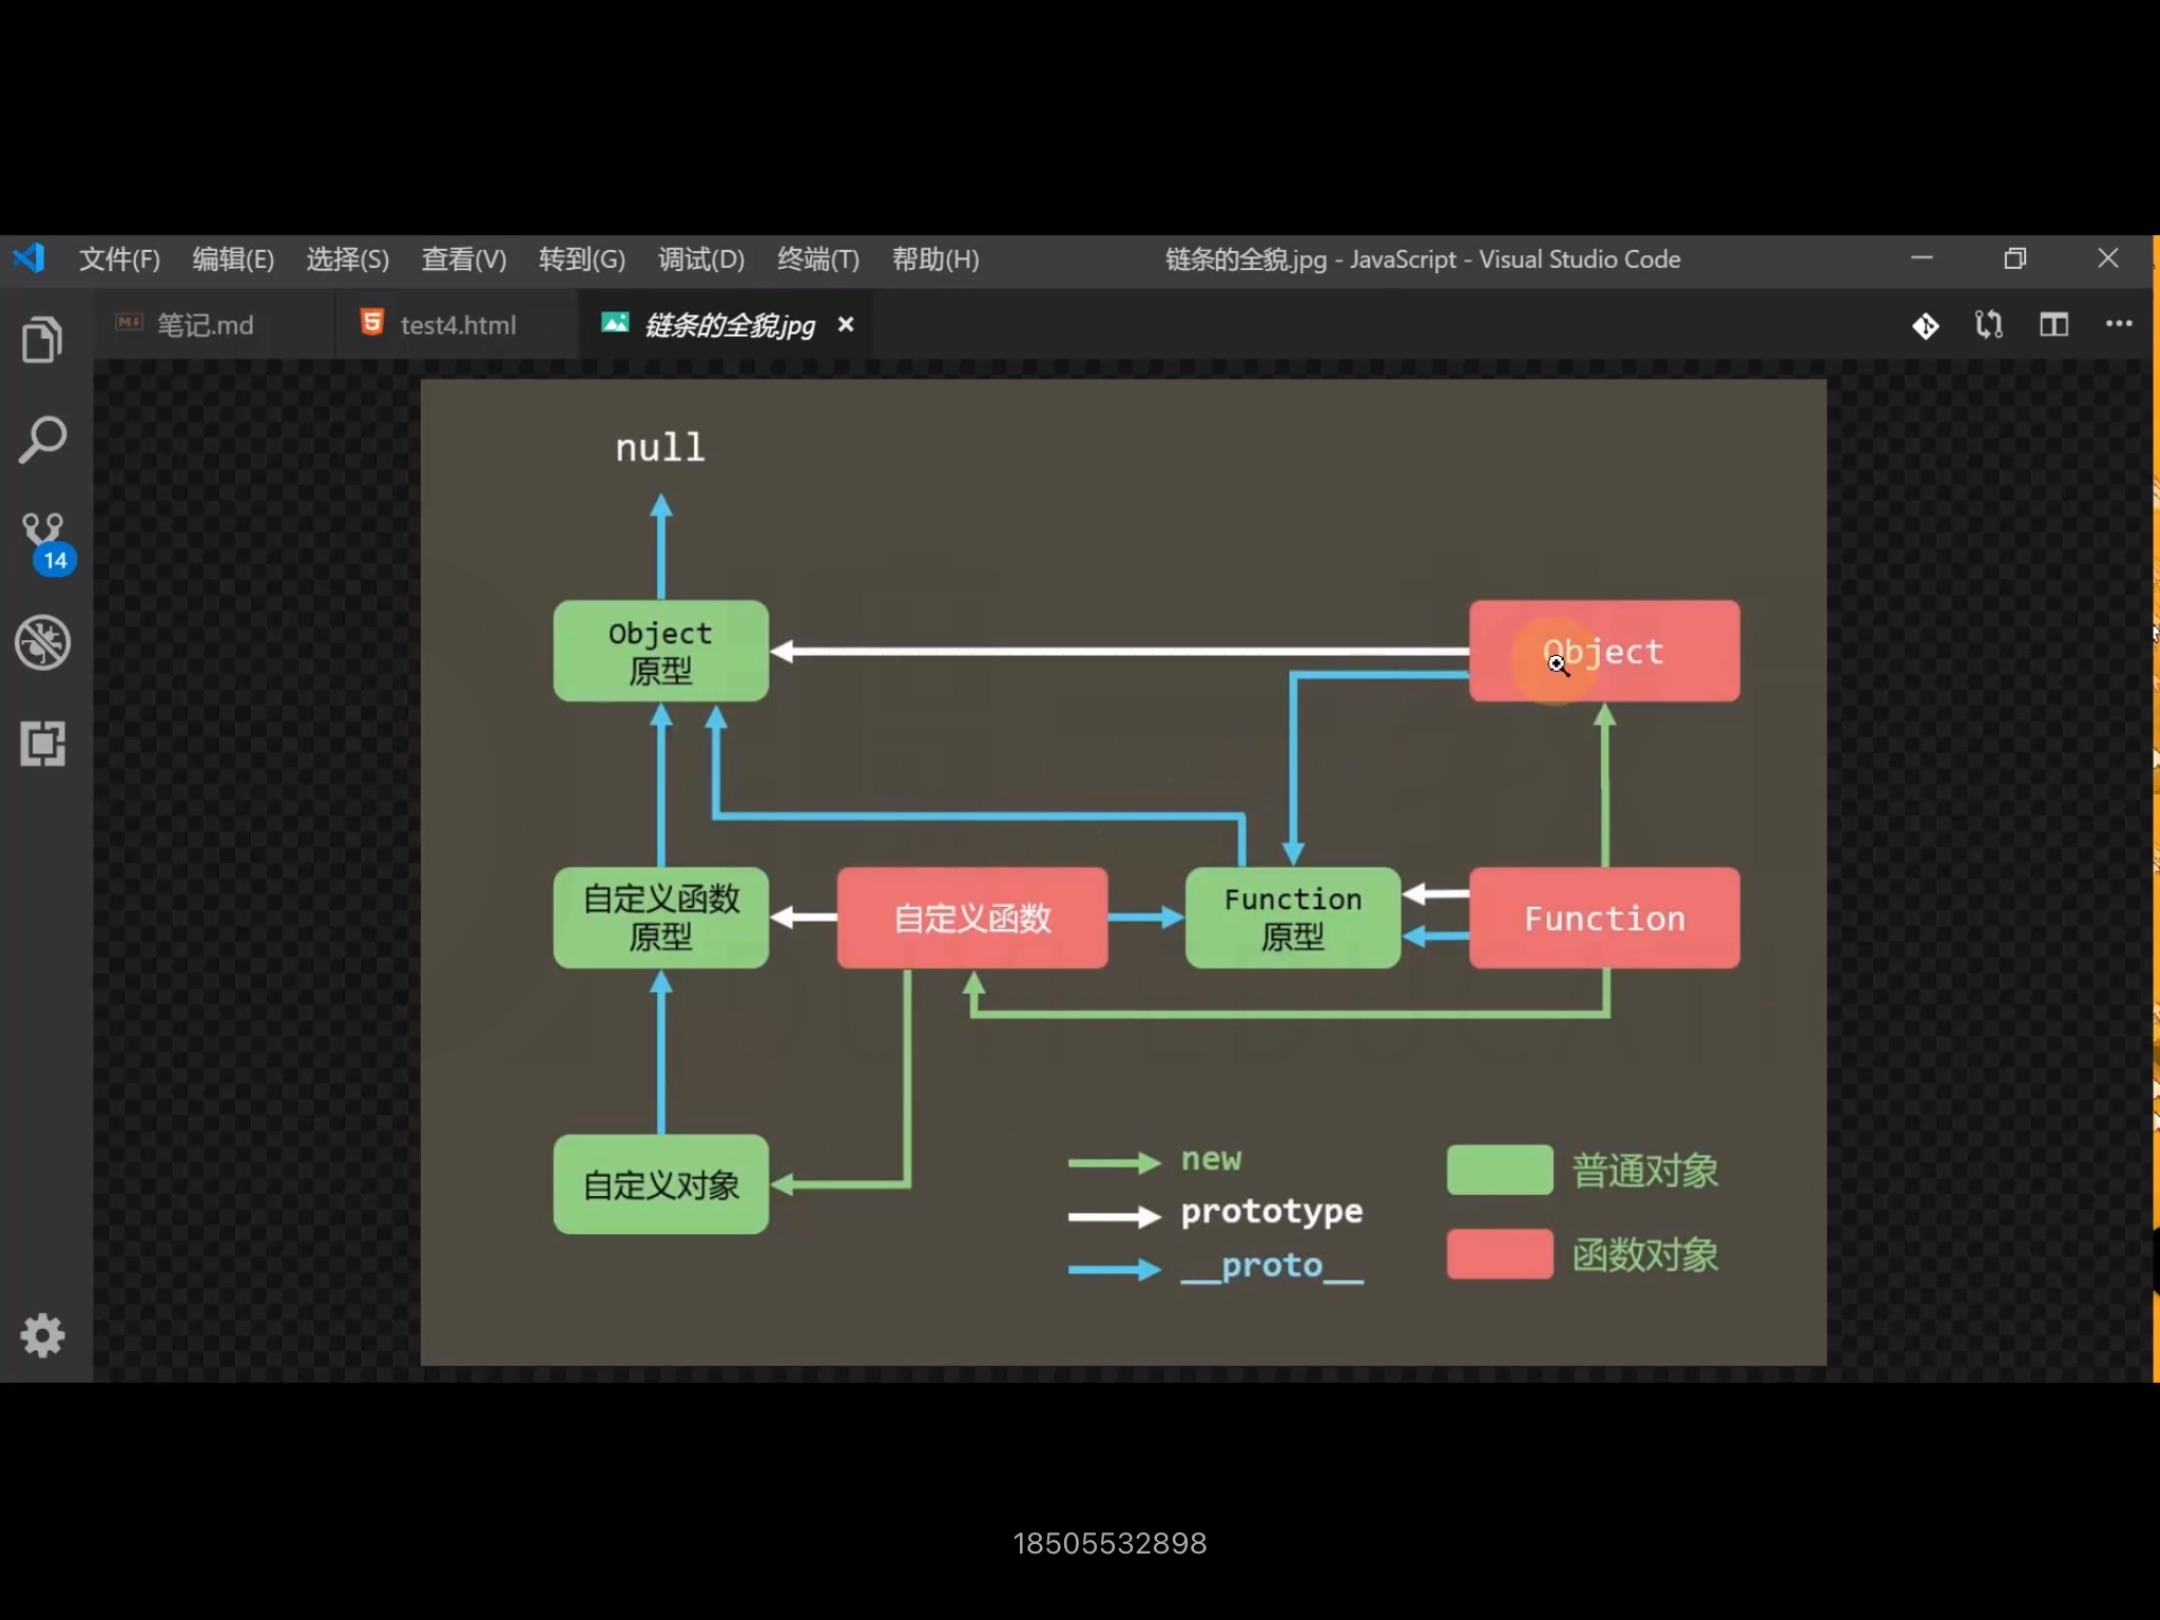 文件(F) 编辑(E) 选择(S) 查看(V) 转到(G) 调试(D) 终端(T) 帮助(H) 链条的全貌.jpg - JavaScript - Visual Studio Code
笔记.md test4.html 链条的全貌.jpg
14
null
Object
原型
Object
自定义函数
原型
自定义函数
Function
原型
Function
自定义对象
new
prototype
__proto__
普通对象
函数对象
18505532898